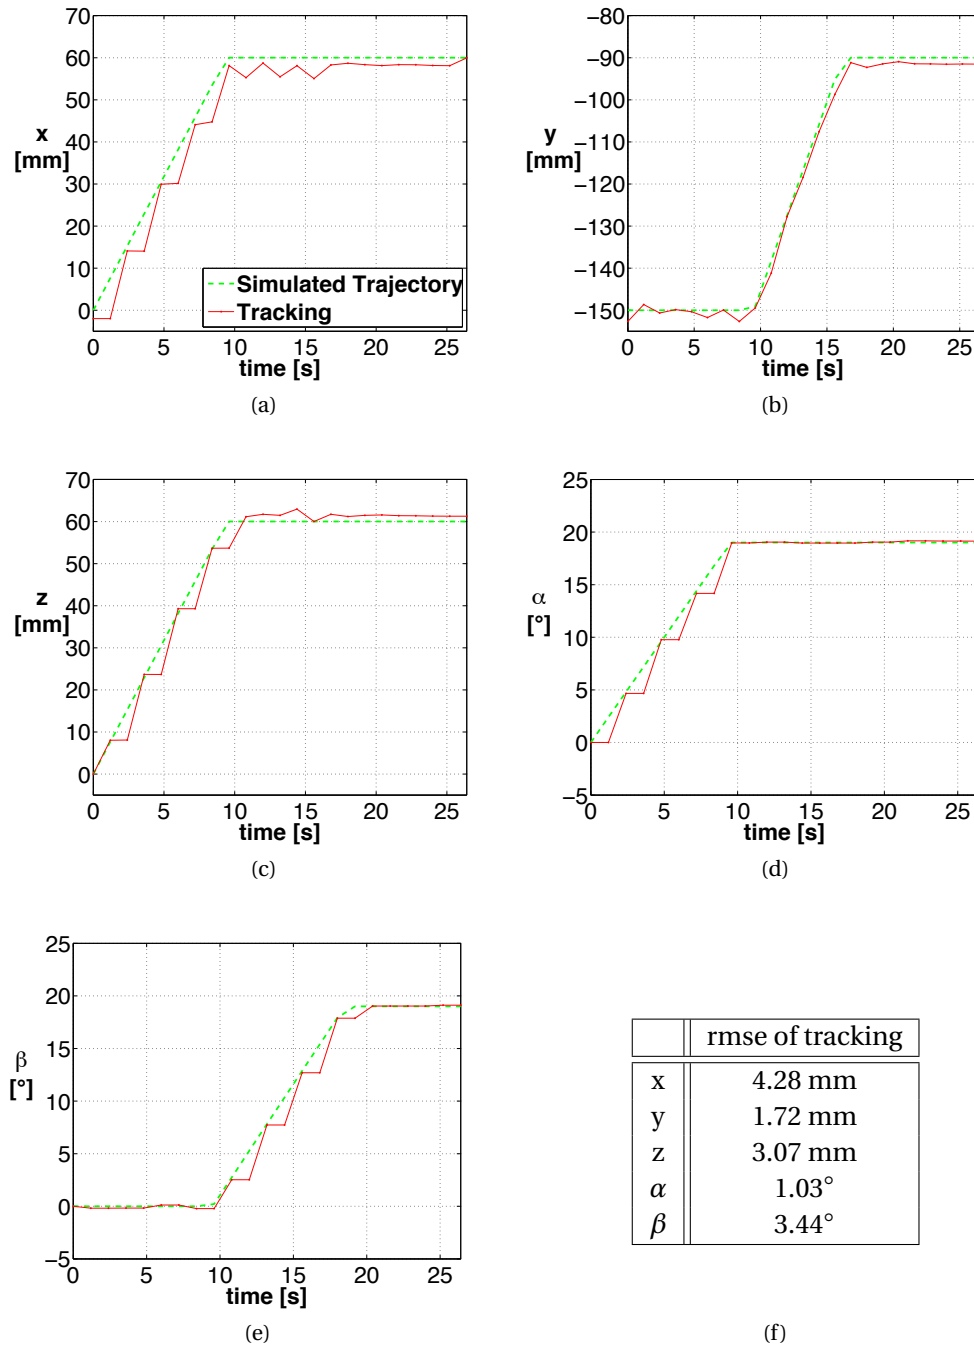 70
60
50
40
30
20
10
0
x
[mm]
Simulated Trajectory
Tracking
0 5 10 15 20 25
time [s]
(a)
−80
−90
−100
−110
−120
−130
−140
−150
y
[mm]
0 5 10 15 20 25
time [s]
(b)
70
60
50
40
30
20
10
0
z
[mm]
0 5 10 15 20 25
time [s]
(c)
25
20
15
10
5
0
−5
α
[°]
0 5 10 15 20 25
time [s]
(d)
25
20
15
10
5
0
−5
β
[°]
0 5 10 15 20 25
time [s]
(e)
rmse of tracking
x 4.28 mm
y 1.72 mm
z 3.07 mm
α 1.03°
β 3.44°
(f)